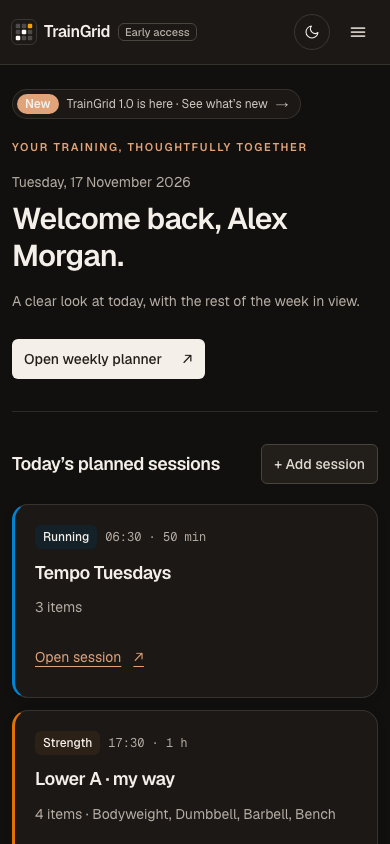 TrainGrid Early access
New TrainGrid 1.0 is here · See what's new →
YOUR TRAINING, THOUGHTFULLY TOGETHER
Tuesday, 17 November 2026
Welcome back, Alex
Morgan.
A clear look at today, with the rest of the week in view.
Open weekly planner ↗
Today's planned sessions
+ Add session
Running 06:30 · 50 min
Tempo Tuesdays
3 items
Open session ↗
Strength 17:30 · 1 h
Lower A · my way
4 items · Bodyweight, Dumbbell, Barbell, Bench